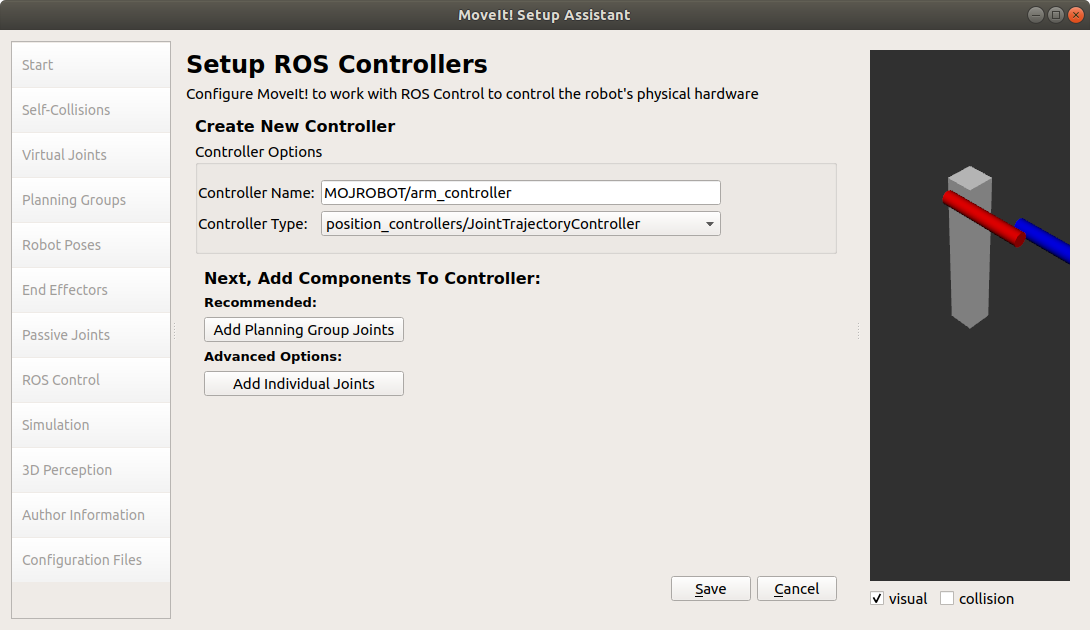 MoveIt! Setup Assistant
Start
Self-Collisions
Virtual Joints
Planning Groups
Robot Poses
End Effectors
Passive Joints
ROS Control
Simulation
3D Perception
Author Information
Configuration Files
Setup ROS Controllers
Configure MoveIt! to work with ROS Control to control the robot's physical hardware
Create New Controller
Controller Options
Controller Name: MOJROBOT/arm_controller
Controller Type: position_controllers/JointTrajectoryController
Next, Add Components To Controller:
Recommended:
Add Planning Group Joints
Advanced Options:
Add Individual Joints
Save Cancel
visual collision